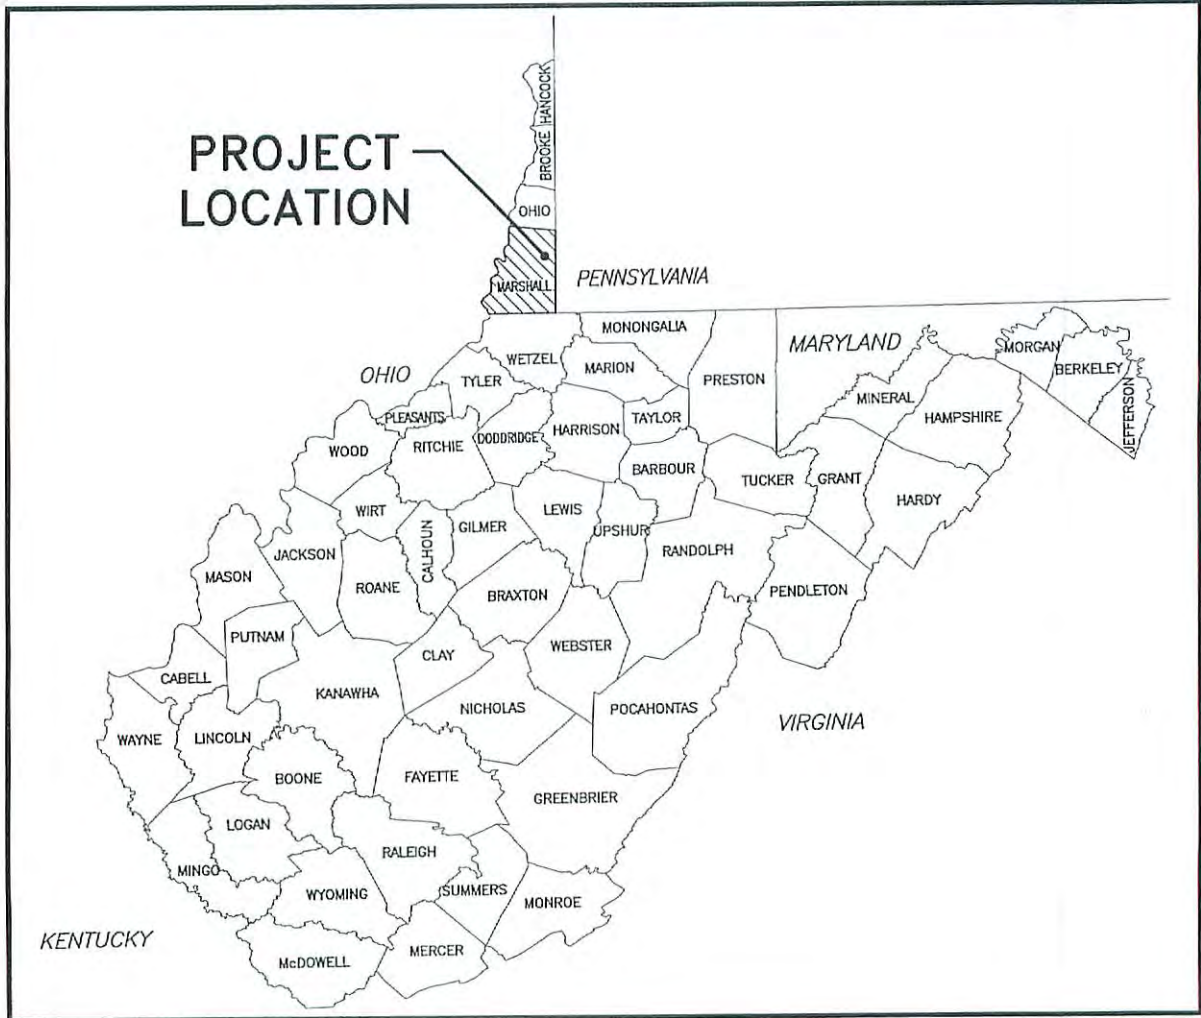 HANCOCK
BROOKE
PROJECT
LOCATION
OHIO
MARSHALL
PENNSYLVANIA
MONONGALIA
MARYLAND
MORGAN
WETZEL
MARION
BERKELEY
OHIO
TYLER
PRESTON
MINERAL
JEFFERSON
PLEASANTS
TAYLOR
HAMPSHIRE
HARRISON
DODDRIDGE
RITCHIE
WOOD
BARBOUR
TUCKER
GRANT
HARDY
WIRT
LEWIS
GILMER
UPSHUR
CALHOUN
RANDOLPH
JACKSON
MASON
ROANE
BRAXTON
PENDLETON
PUTNAM
WEBSTER
CLAY
CABELL
KANAWHA
NICHOLAS
POCAHONTAS
VIRGINIA
WAYNE
LINCOLN
BOONE
FAYETTE
GREENBRIER
LOGAN
RALEIGH
MINGO
WYOMING
SUMMERS
MONROE
KENTUCKY
MERCER
McDOWELL